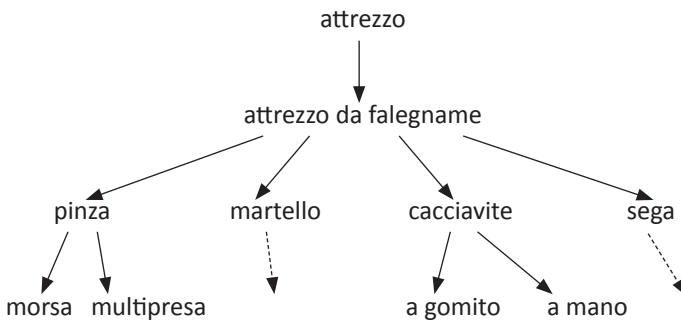 attrezzo
attrezzo da falegname
pinza martello cacciavite sega
morsa multipresa a gomito a mano